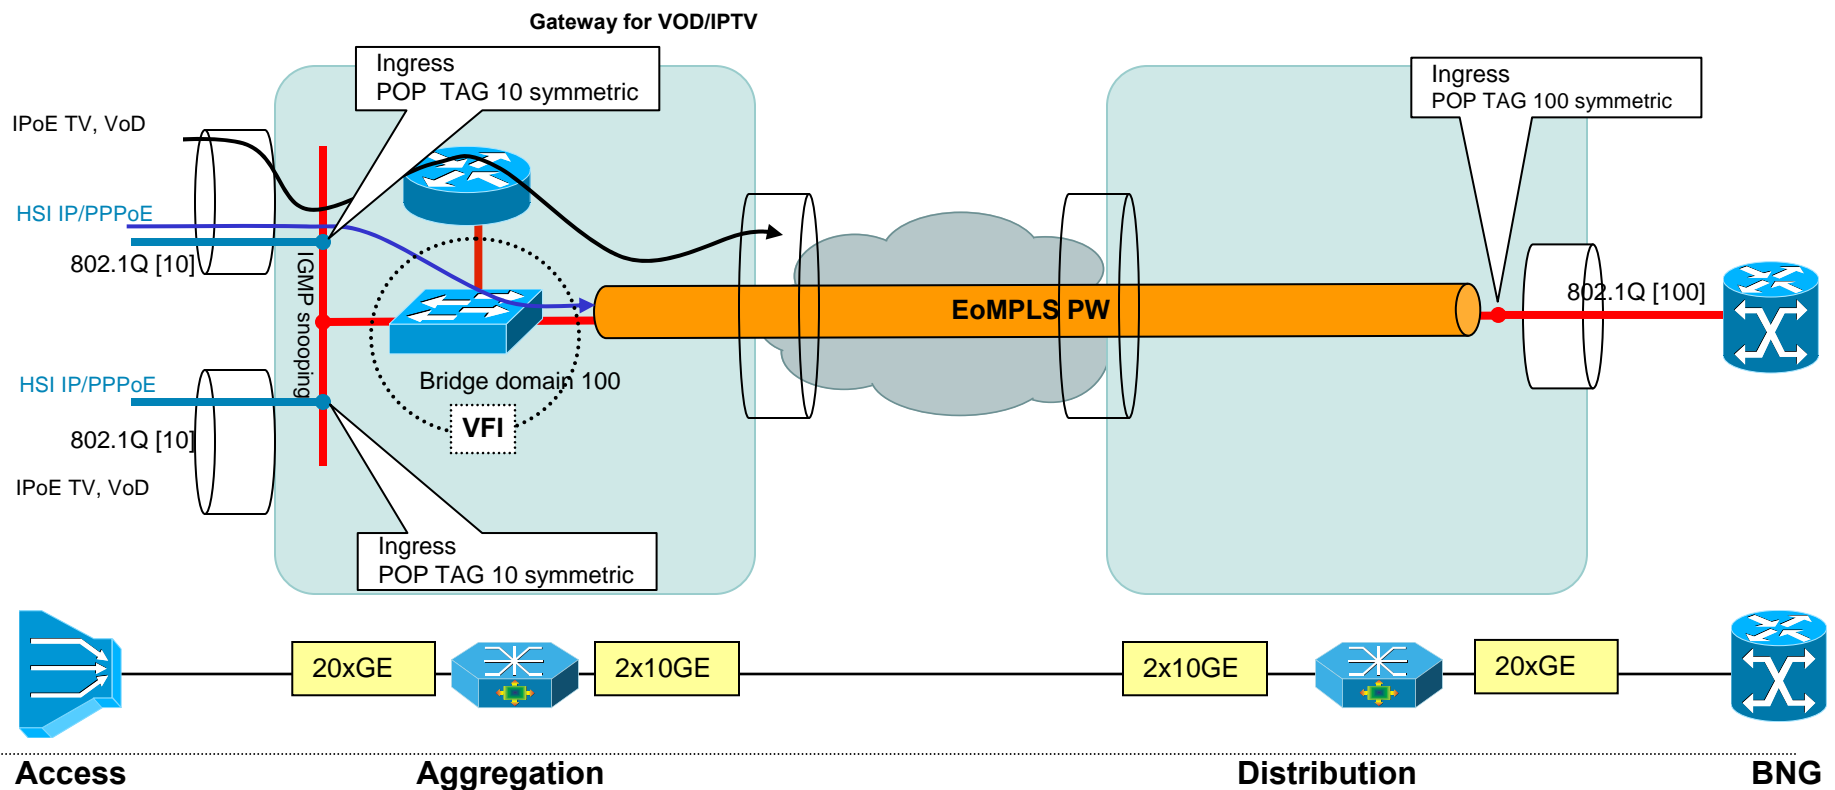 Gateway for VOD/IPTV
Ingress
POP TAG 10 symmetric
Ingress
POP TAG 100 symmetric
IPoE TV, VoD
HSI IP/PPPoE
802.1Q [10]
IGMP snooping
EoMPLS PW
802.1Q [100]
HSI IP/PPPoE
Bridge domain 100
VFI
802.1Q [10]
IPoE TV, VoD
Ingress
POP TAG 10 symmetric
20xGE
2x10GE
2x10GE
20xGE
Access
Aggregation
Distribution
BNG